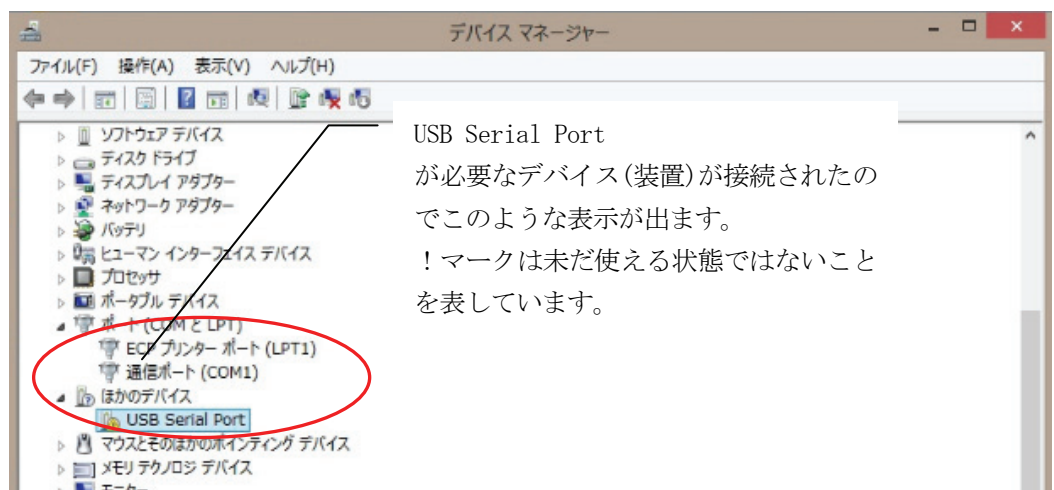 デバイス マネージャー
ファイル(F) 操作(A) 表示(V) ヘルプ(H)
USB Serial Port
が必要なデバイス(装置)が接続されたの
でこのような表示が出ます。
！マークは未だ使える状態ではないこと
を表しています。
ソフトウェア デバイス
ディスク ドライブ
ディスプレイ アダプター
ネットワーク アダプター
バッテリ
ヒューマン インターフェイス デバイス
プロセッサ
ポータブル デバイス
ポート (COM と LPT)
ECP プリンター ポート (LPT1)
通信ポート (COM1)
ほかのデバイス
USB Serial Port
マウスとそのほかのポインティング デバイス
メモリ テクノロジ デバイス
モニター